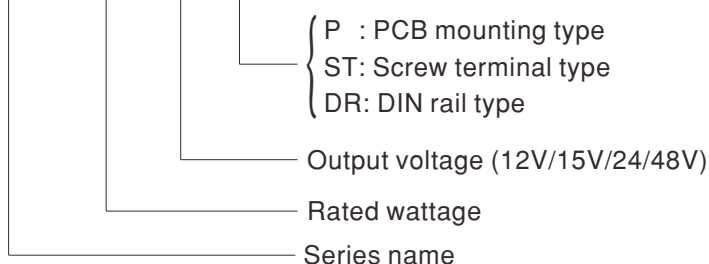 P : PCB mounting type
ST: Screw terminal type
DR: DIN rail type
Output voltage (12V/15V/24/48V)
Rated wattage
Series name